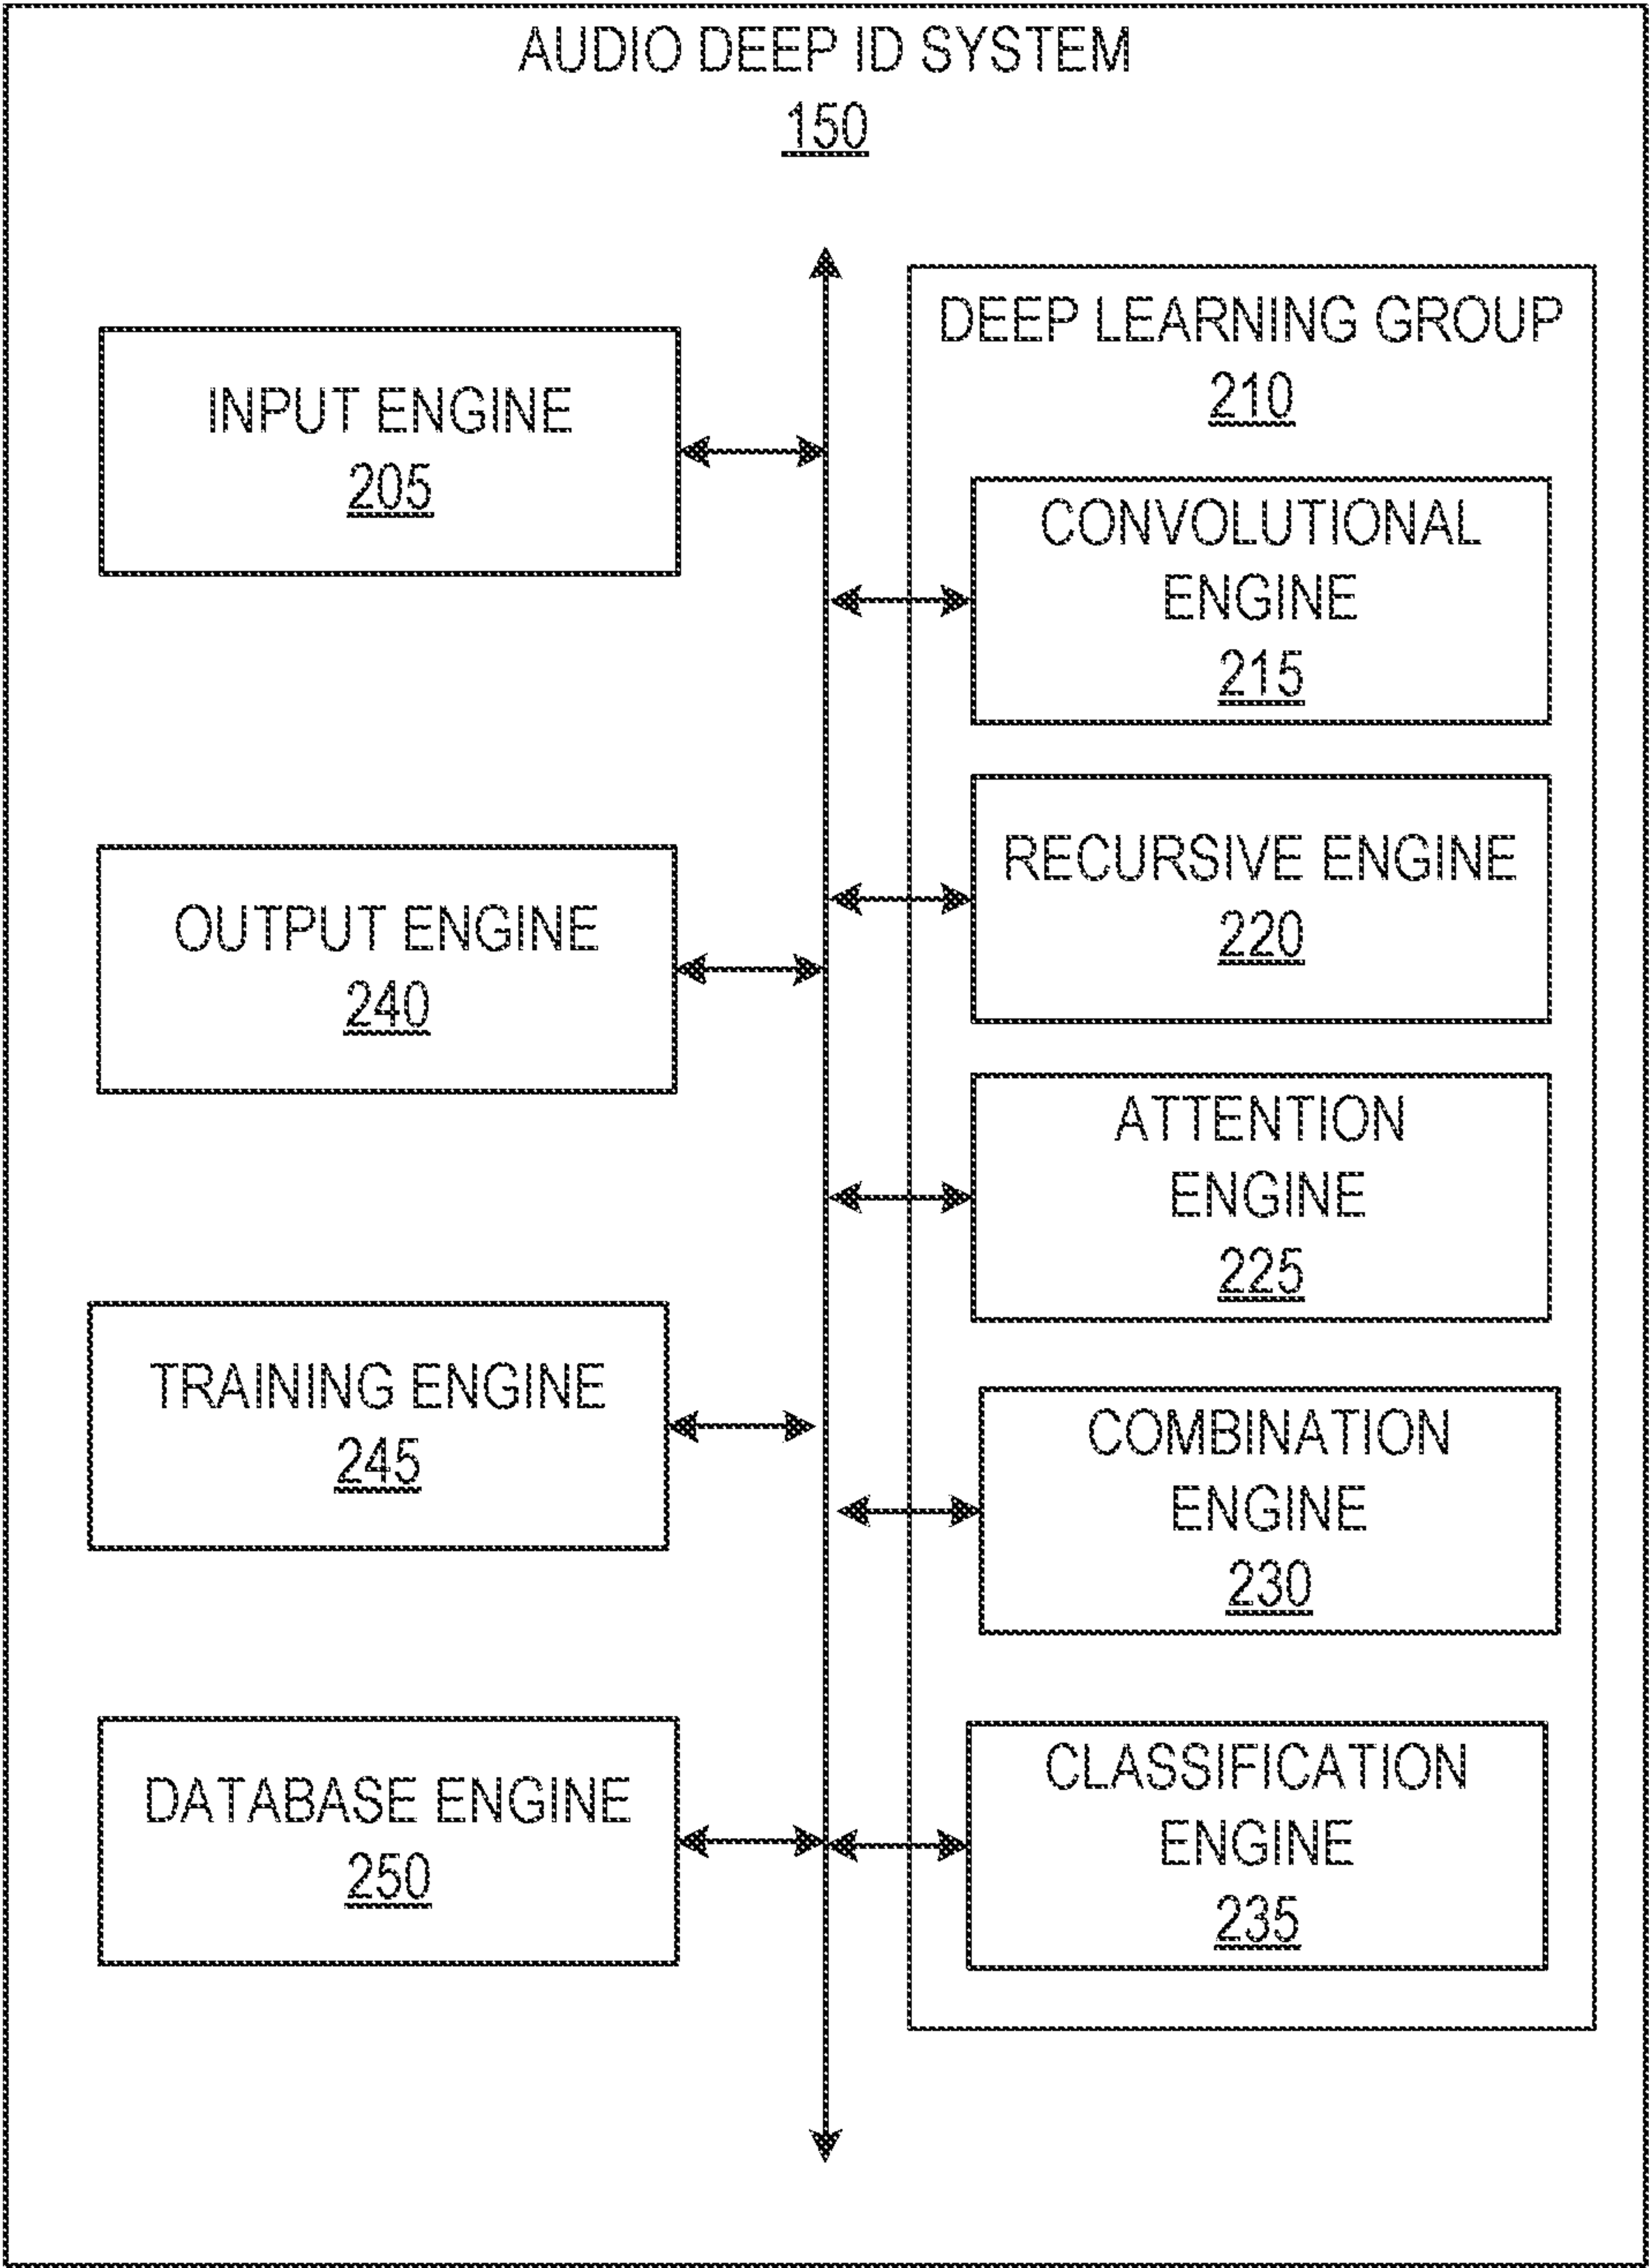 AUDIO DEEP ID SYSTEM
150
INPUT ENGINE
205
OUTPUT ENGINE
240
TRAINING ENGINE
245
DATABASE ENGINE
250
DEEP LEARNING GROUP
210
CONVOLUTIONAL
ENGINE
215
RECURSIVE ENGINE
220
ATTENTION
ENGINE
225
COMBINATION
ENGINE
230
CLASSIFICATION
ENGINE
235